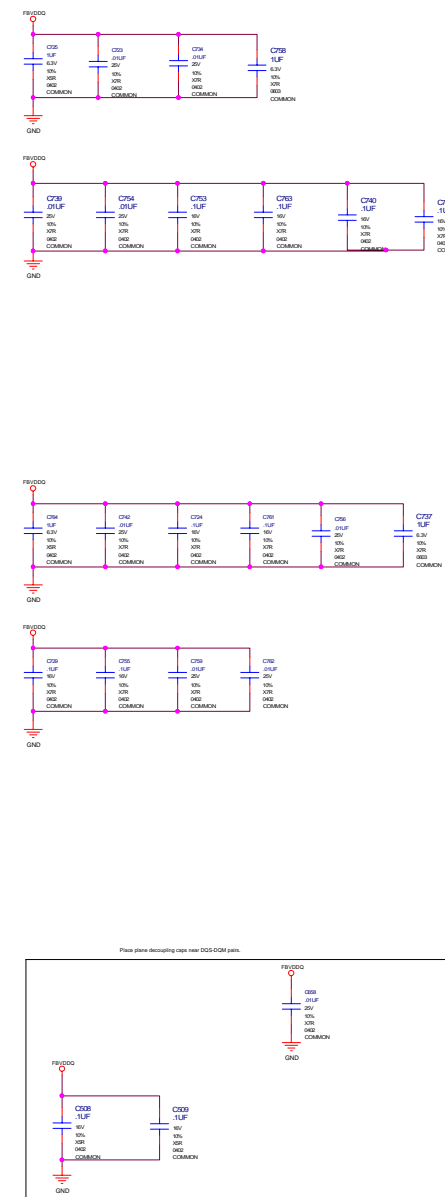 FBVDDQ
C725
1UF
6.3V
10%
X5R
0402
COMMON
C723
.01UF
25V
10%
X7R
0402
COMMON
C734
.01UF
25V
10%
X7R
0402
COMMON
C758
1UF
6.3V
10%
X7R
0603
COMMON
GND
FBVDDQ
C739
.01UF
25V
10%
X7R
0402
COMMON
C754
.01UF
25V
10%
X7R
0402
COMMON
C753
.1UF
16V
10%
X7R
0402
COMMON
C763
.1UF
16V
10%
X7R
0402
COMMON
C740
.1UF
16V
10%
X7R
0402
COMMON
GND
FBVDDQ
C764
1UF
6.3V
10%
X5R
0402
COMMON
C742
.01UF
25V
10%
X7R
0402
COMMON
C724
.1UF
16V
10%
X7R
0402
COMMON
C761
.1UF
16V
10%
X7R
0402
COMMON
C756
.01UF
25V
10%
X7R
0402
COMMON
C737
1UF
6.3V
10%
X7R
0603
COMMON
GND
FBVDDQ
C729
.1UF
16V
10%
X7R
0402
COMMON
C755
.1UF
16V
10%
X7R
0402
COMMON
C759
.01UF
25V
10%
X7R
0402
COMMON
C762
.01UF
25V
10%
X7R
0402
COMMON
GND
Place plane decoupling caps near DQS-DQM pairs.
FBVDDQ
C658
.01UF
25V
10%
X7R
0402
COMMON
GND
FBVDDQ
C508
.1UF
16V
10%
X5R
0402
COMMON
C509
.1UF
16V
10%
X5R
0402
COMMON
GND